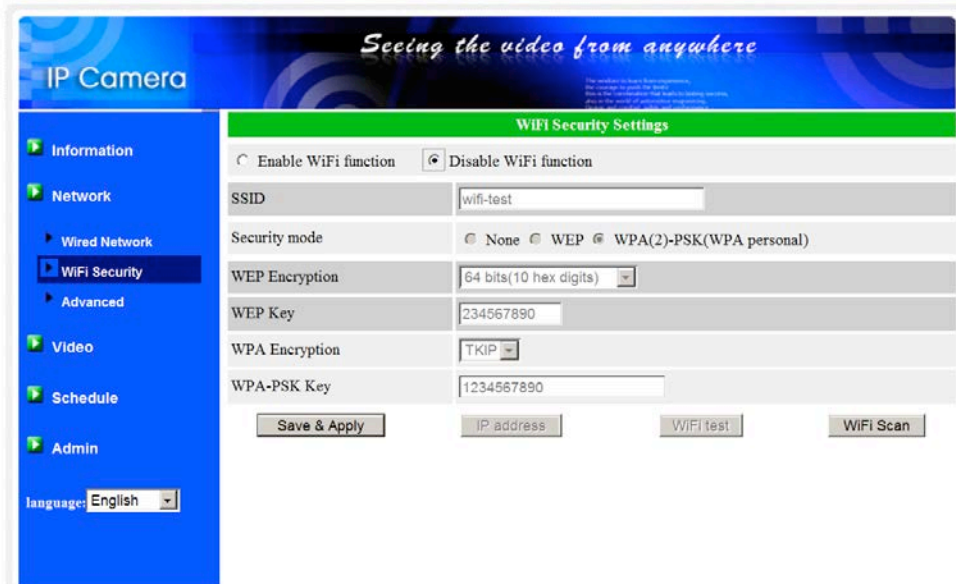 Seeing the video from anywhere
IP Camera
WiFi Security Settings
Information
Enable WiFi function Disable WiFi function
Network
SSID wifi-test
Wired Network
Security mode None WEP WPA(2)-PSK(WPA personal)
WiFi Security
WEP Encryption 64 bits(10 hex digits)
Advanced
WEP Key 234567890
Video
WPA Encryption TKIP
WPA-PSK Key 1234567890
Schedule
Save & Apply IP address WiFi test WiFi Scan
Admin
language: English